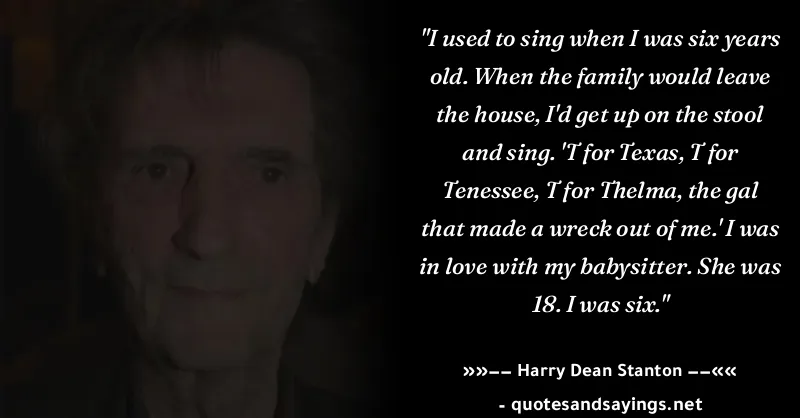 "I used to sing when I was six years
old. When the family would leave
the house, I'd get up on the stool
and sing. 'T for Texas, T for
Tenessee, T for Thelma, the gal
that made a wreck out of me.' I was
in love with my babysitter. She was
18. I was six."
»»–– Harry Dean Stanton ––««
- quotesandsayings.net